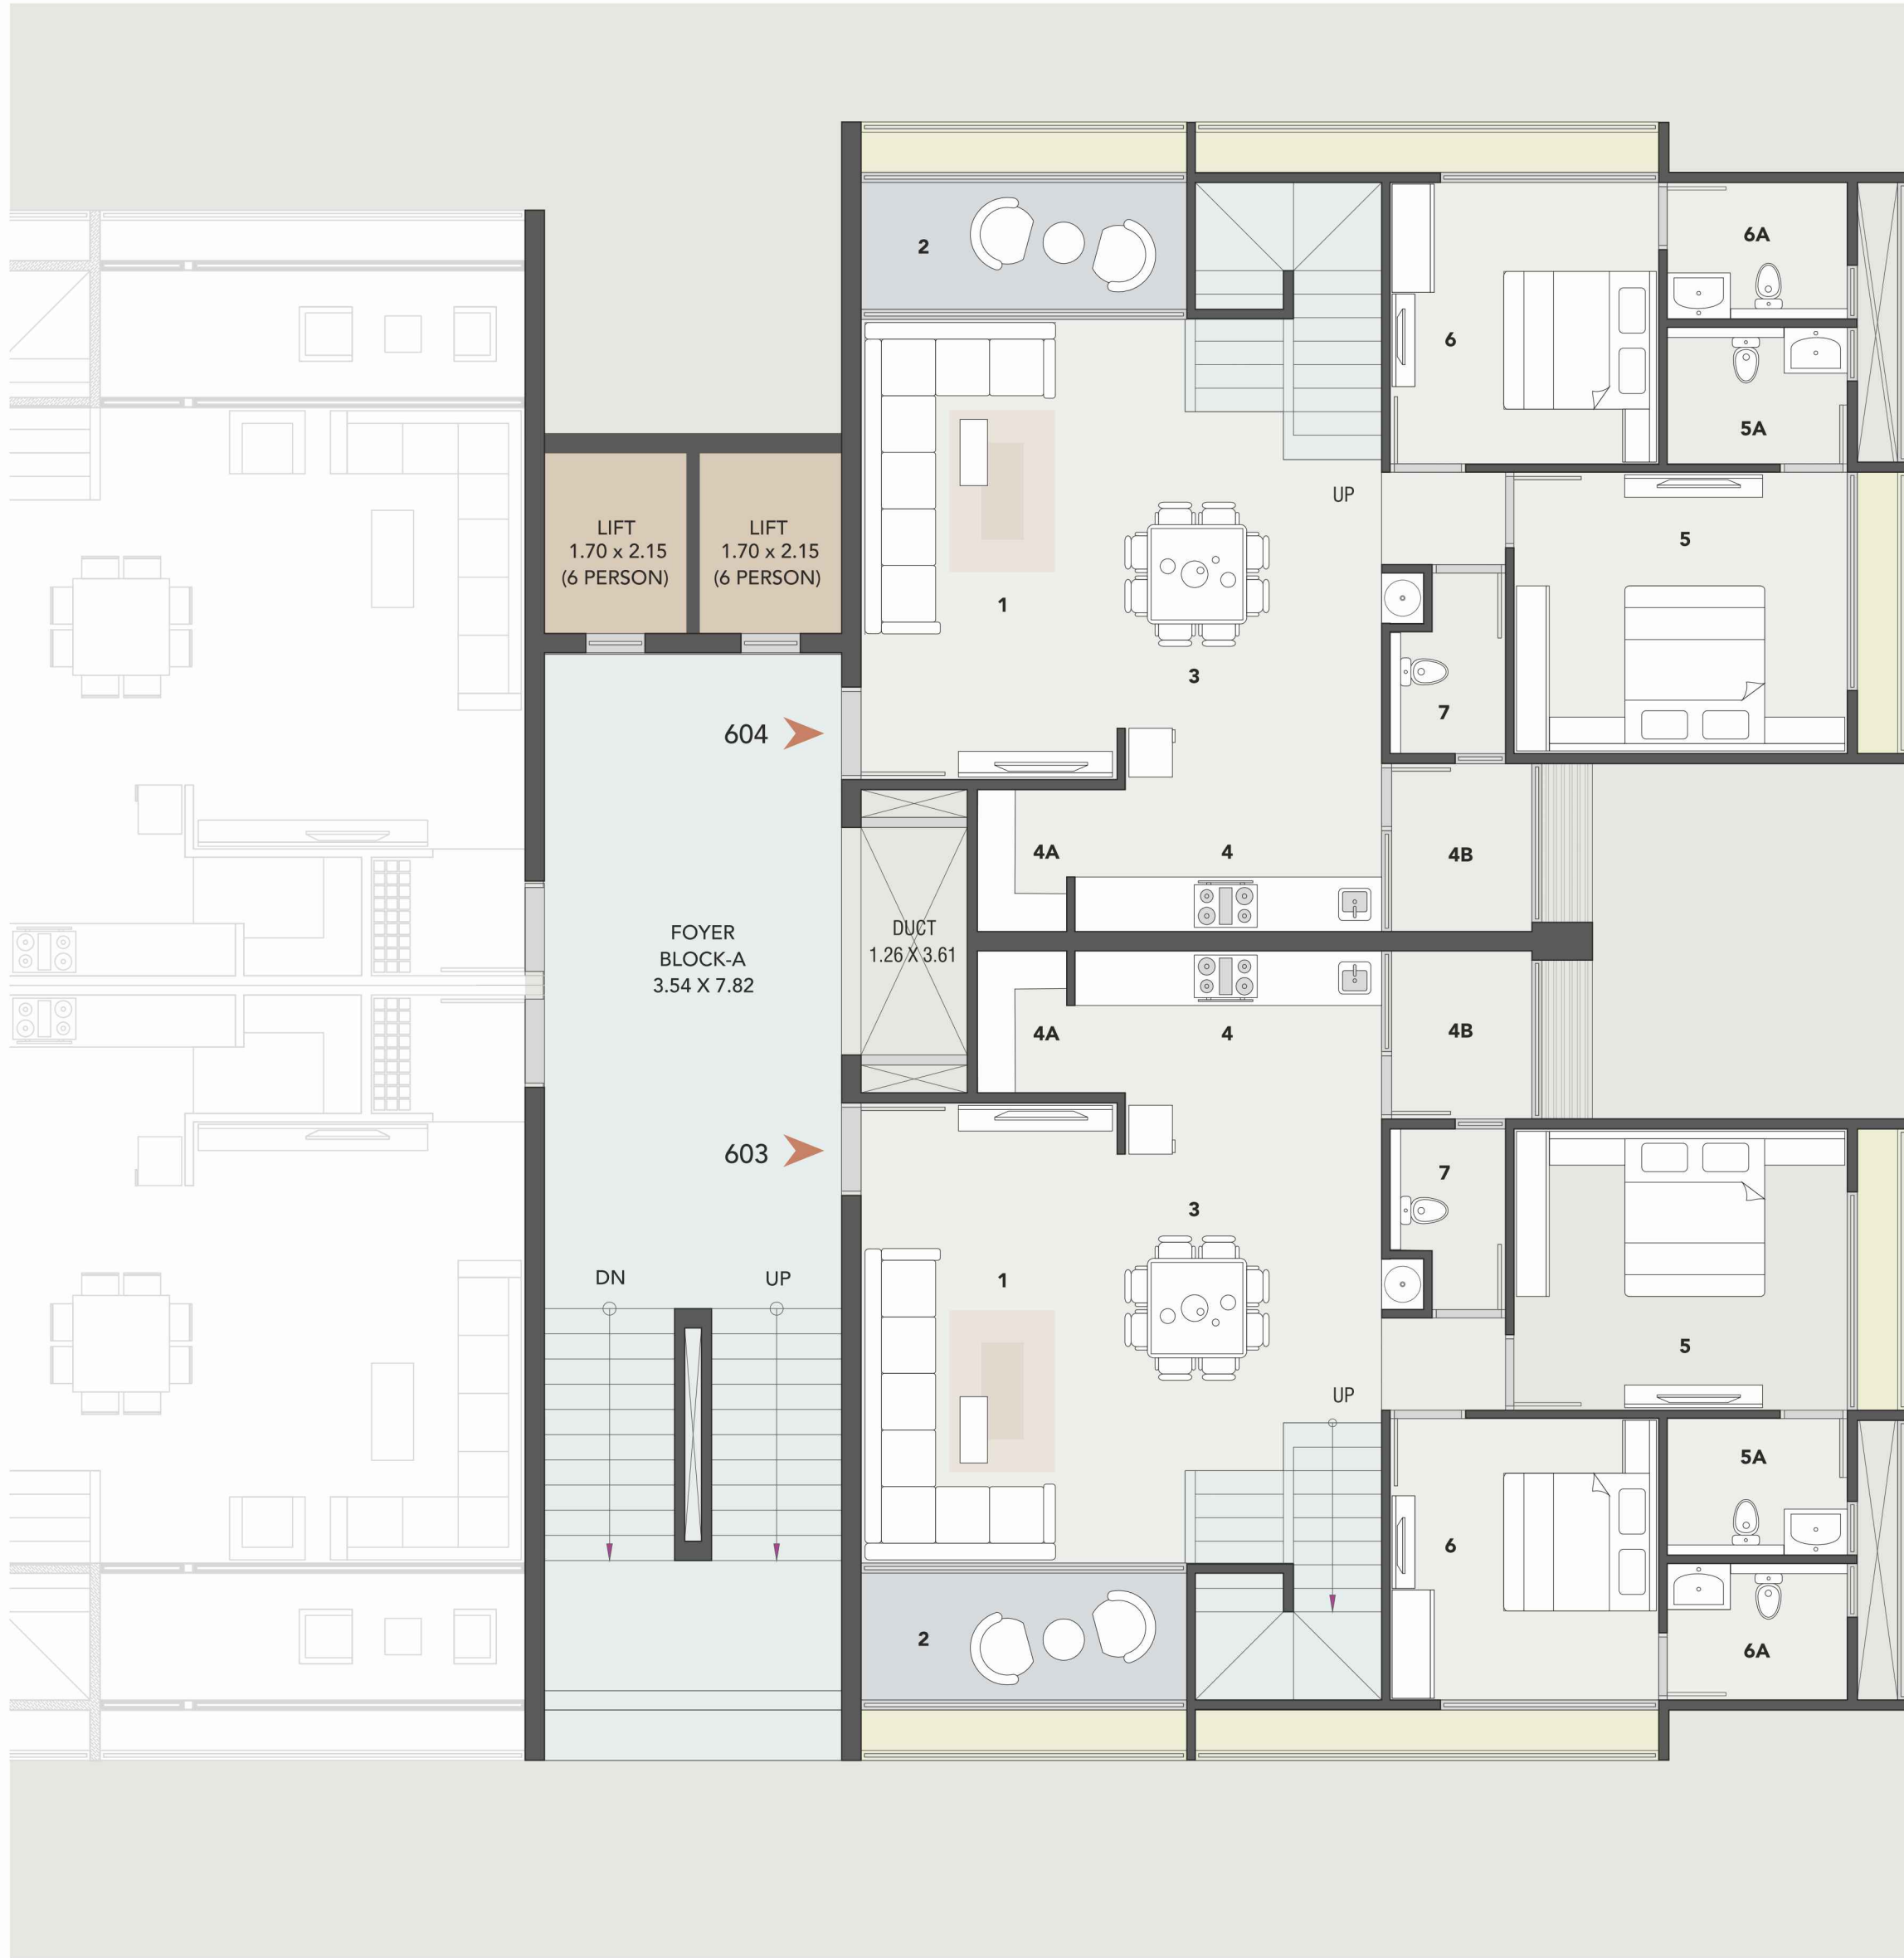 2
6A
6
5A
UP
LIFT
1.70 x 2.15
(6 PERSON)
LIFT
1.70 x 2.15
(6 PERSON)
5
1
3
7
604
4A
4
4B
FOYER
BLOCK-A
3.54 X 7.82
DUCT
1.26 X 3.61
4A
4
4B
603
7
3
DN
UP
1
5
UP
5A
6
2
6A